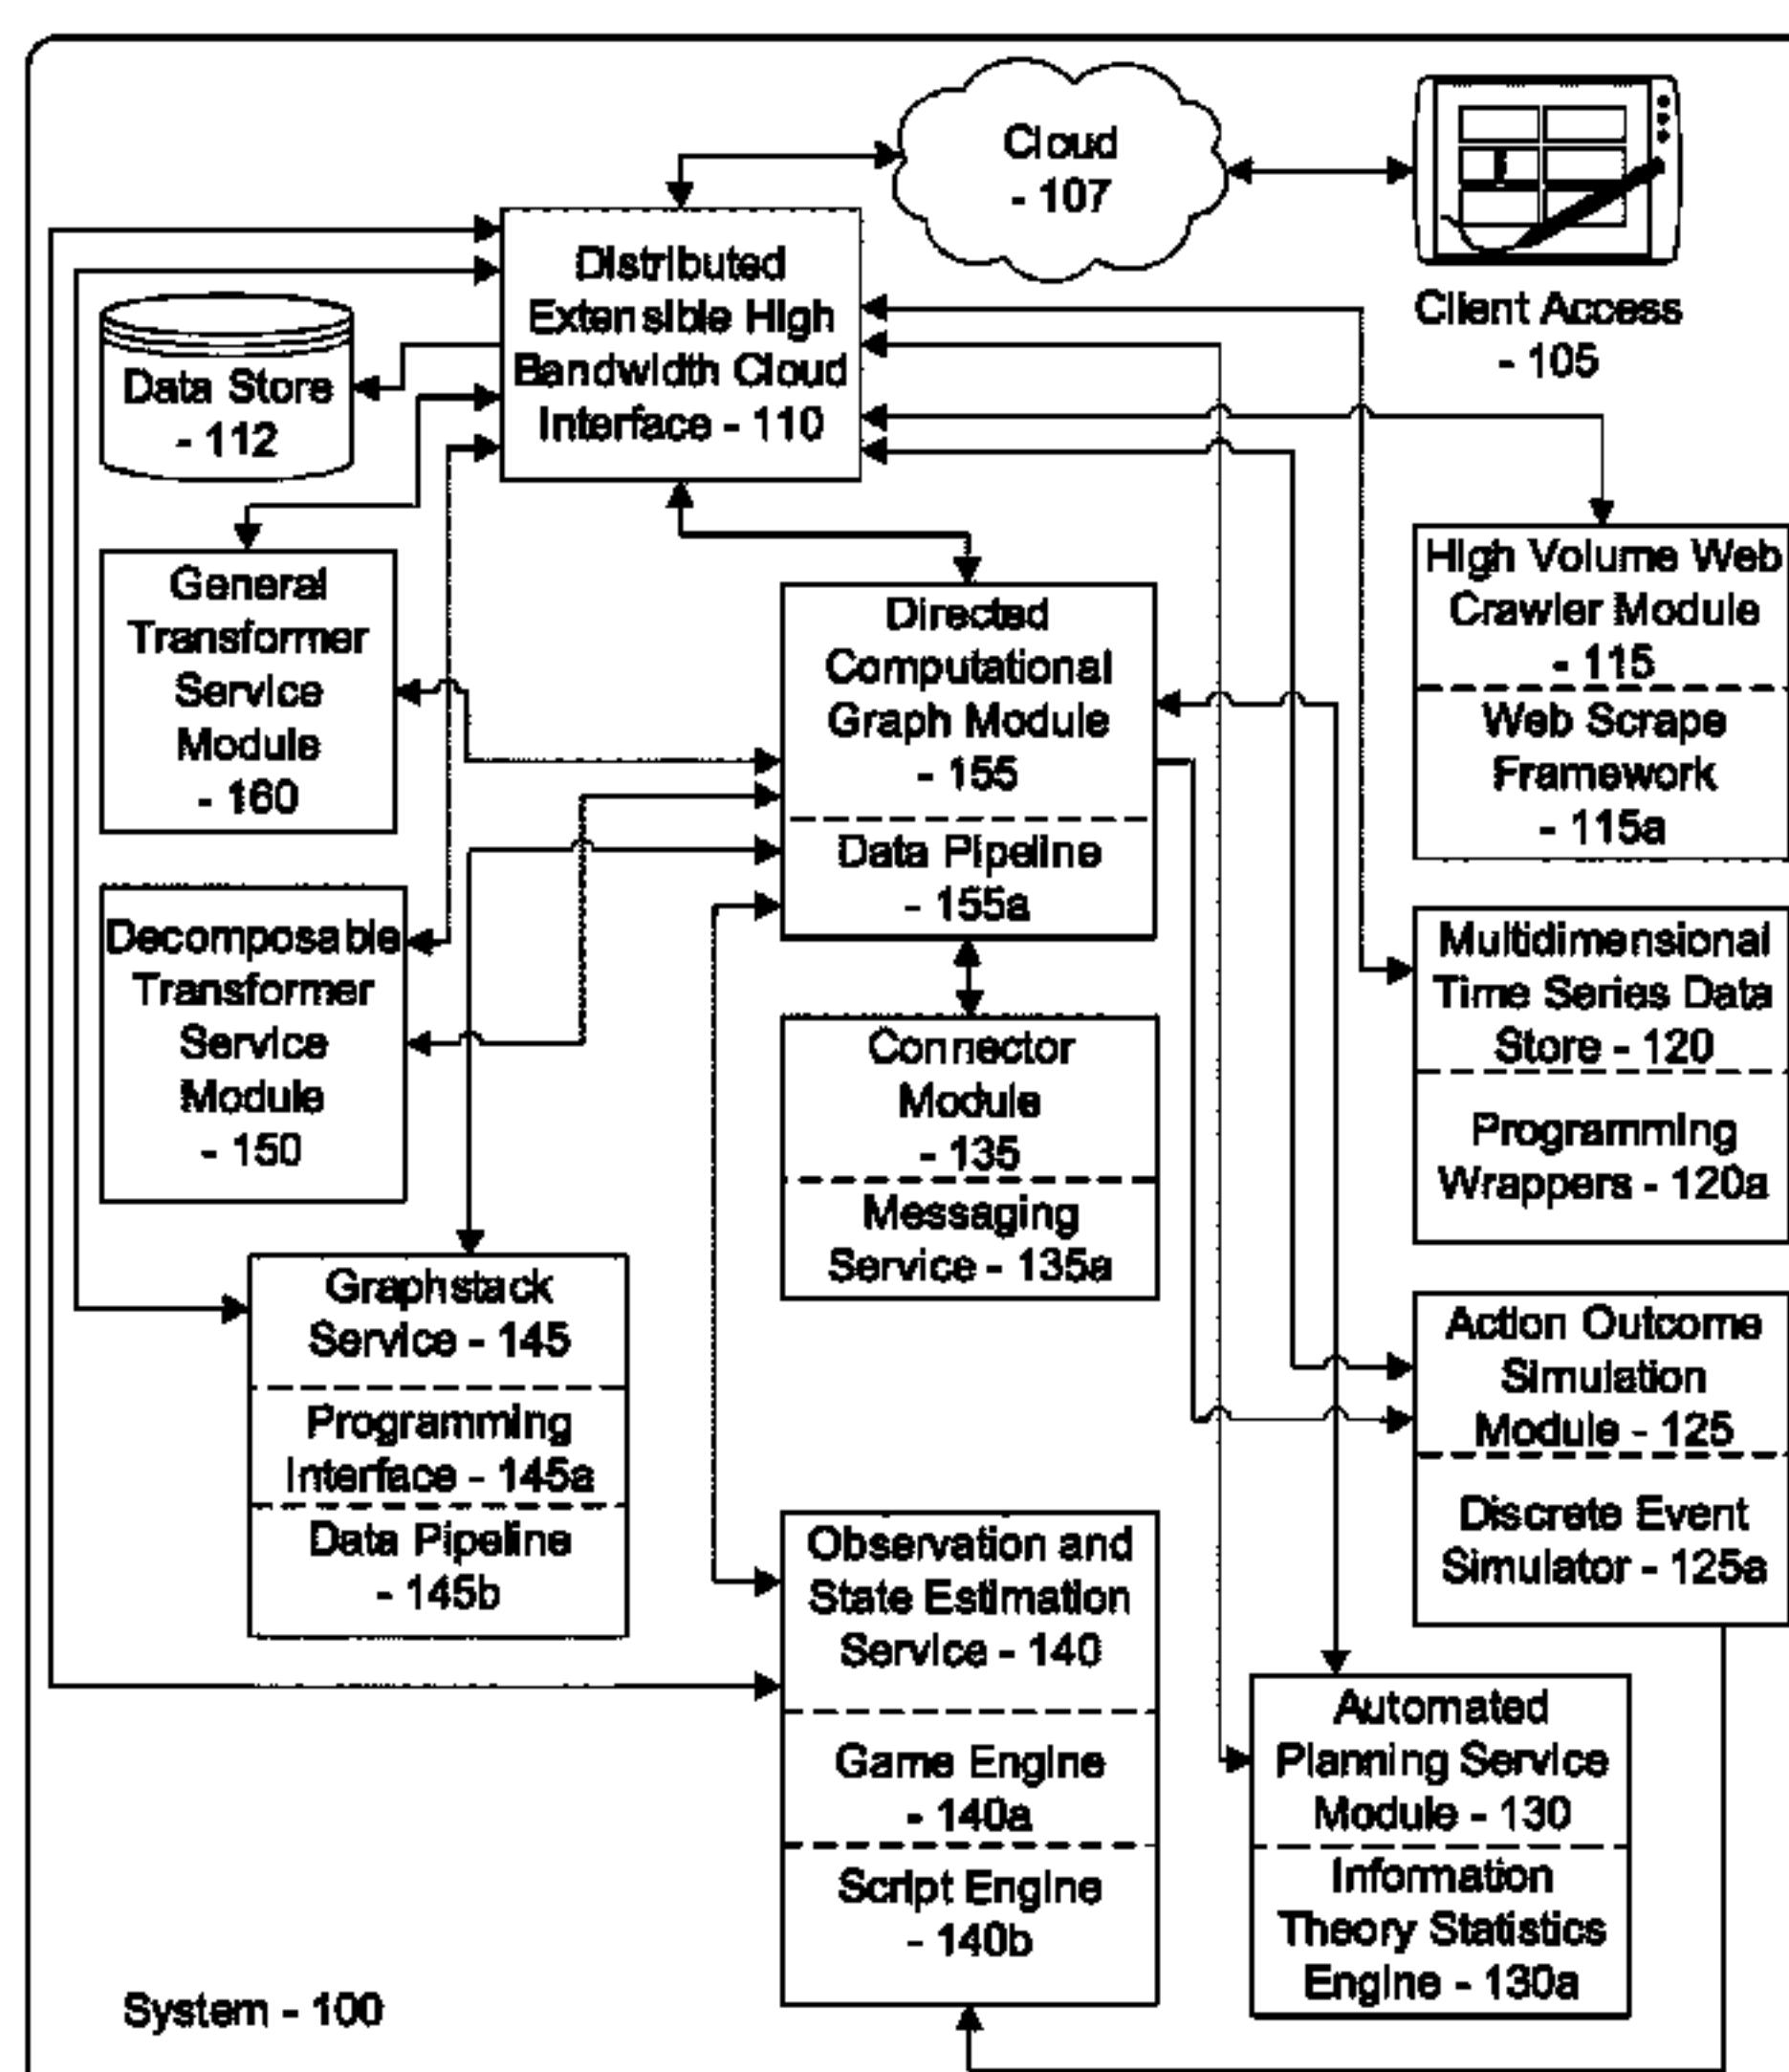 Cloud
- 107
Client Access
- 105
Distributed
Extensible High
Bandwidth Cloud
Interface - 110
Data Store
- 112
General
Transformer
Service
Module
- 160
Directed
Computational
Graph Module
- 155
Data Pipeline
- 155a
High Volume Web
Crawler Module
- 115
Web Scrape
Framework
- 115a
Decomposable
Transformer
Service
Module
- 150
Connector
Module
- 135
Messaging
Service - 135a
Multidimensional
Time Series Data
Store - 120
Programming
Wrappers - 120a
Graphstack
Service - 145
Programming
Interface - 145a
Data Pipeline
- 145b
Action Outcome
Simulation
Module - 125
Discrete Event
Simulator - 125a
Observation and
State Estimation
Service - 140
Game Engine
- 140a
Script Engine
- 140b
Automated
Planning Service
Module - 130
Information
Theory Statistics
Engine - 130a
System - 100